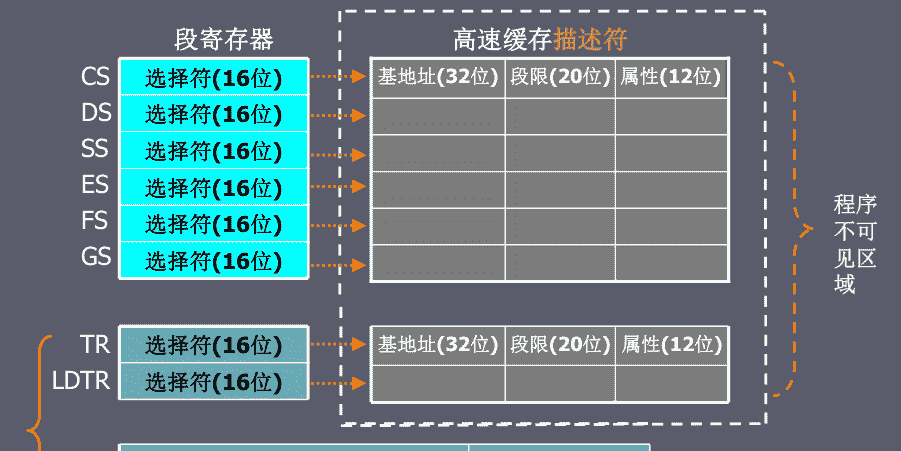 段寄存器 高速缓存描述符
CS 选择符(16位) 基地址(32位) 段限(20位) 属性(12位)
DS 选择符(16位)
SS 选择符(16位)
ES 选择符(16位)
FS 选择符(16位)
GS 选择符(16位)
程序
不可
见区
域
TR 选择符(16位) 基地址(32位) 段限(20位) 属性(12位)
LDTR 选择符(16位)